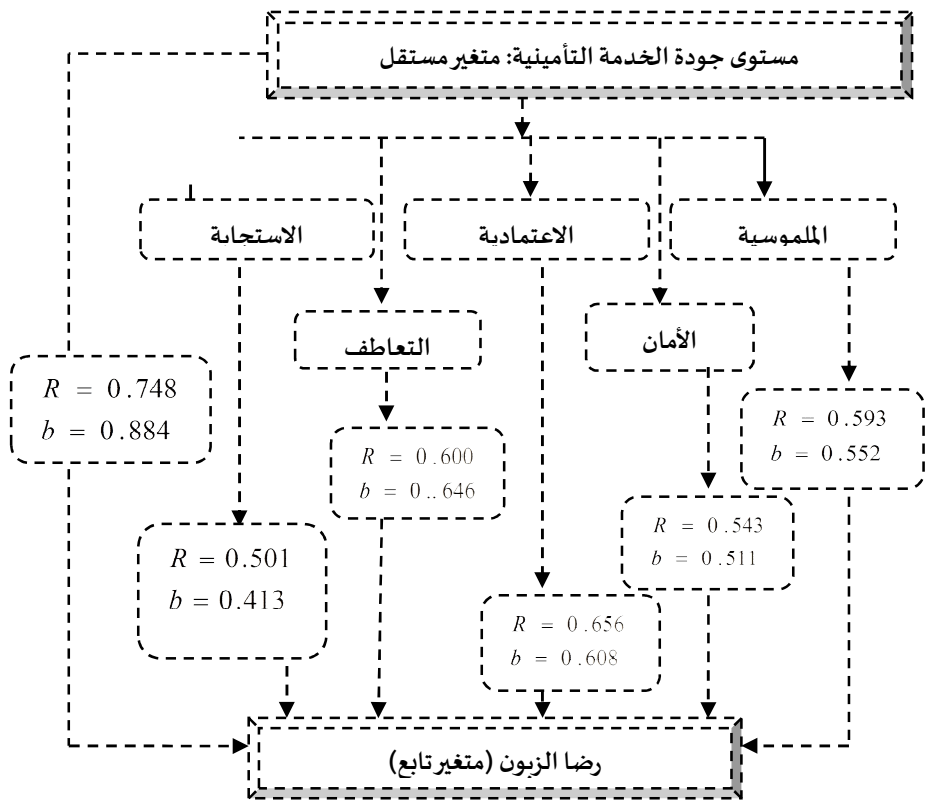 مستوى جودة الخدمة التأمينية: متغير مستقل
الملموسية
الاعتمادية
الاستجابة
الأمان
التعاطف
R = 0.748
b = 0.884
R = 0.593
b = 0.552
R = 0.600
b = 0..646
R = 0.543
b = 0.511
R = 0.501
b = 0.413
R = 0.656
b = 0.608
رضا الزبون (متغير تابع)